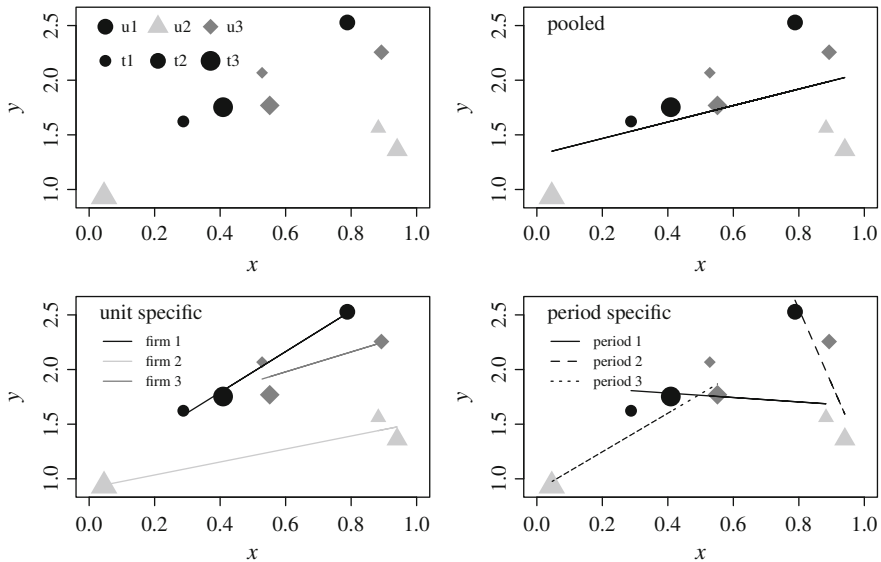 u1 u2 u3
t1 t2 t3
y
2.5
2.0
1.5
1.0
0.0 0.2 0.4 0.6 0.8 1.0
x
pooled
y
2.5
2.0
1.5
1.0
0.0 0.2 0.4 0.6 0.8 1.0
x
unit specific
firm 1
firm 2
firm 3
y
2.5
2.0
1.5
1.0
0.0 0.2 0.4 0.6 0.8 1.0
x
period specific
period 1
period 2
period 3
y
2.5
2.0
1.5
1.0
0.0 0.2 0.4 0.6 0.8 1.0
x